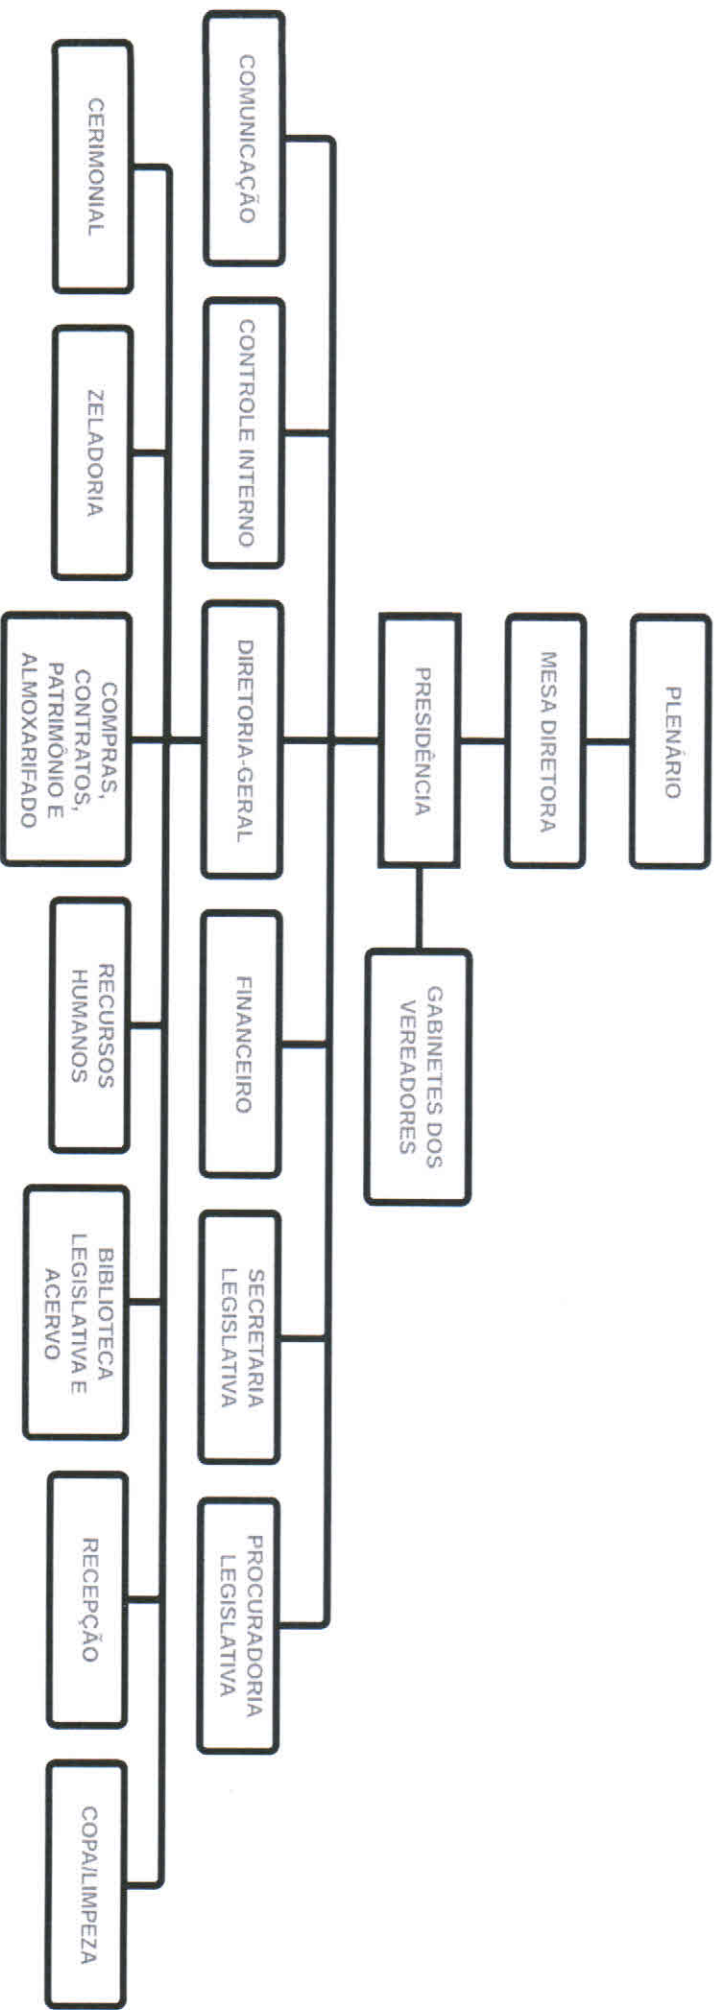 PLENÁRIO
MESA DIRETORA
PRESIDÊNCIA
GABINETES DOS
VEREADORES
COMUNICAÇÃO
CONTROLE INTERNO
DIRETORIA-GERAL
FINANCEIRO
SECRETARIA
LEGISLATIVA
PROCURADORIA
LEGISLATIVA
CERIMONIAL
ZELADORIA
COMPRAS,
CONTRATOS,
PATRIMÔNIO E
ALMOXARIFADO
RECURSOS
HUMANOS
BIBLIOTECA
LEGISLATIVA E
ACERVO
RECEPÇÃO
COPA/LIMPEZA